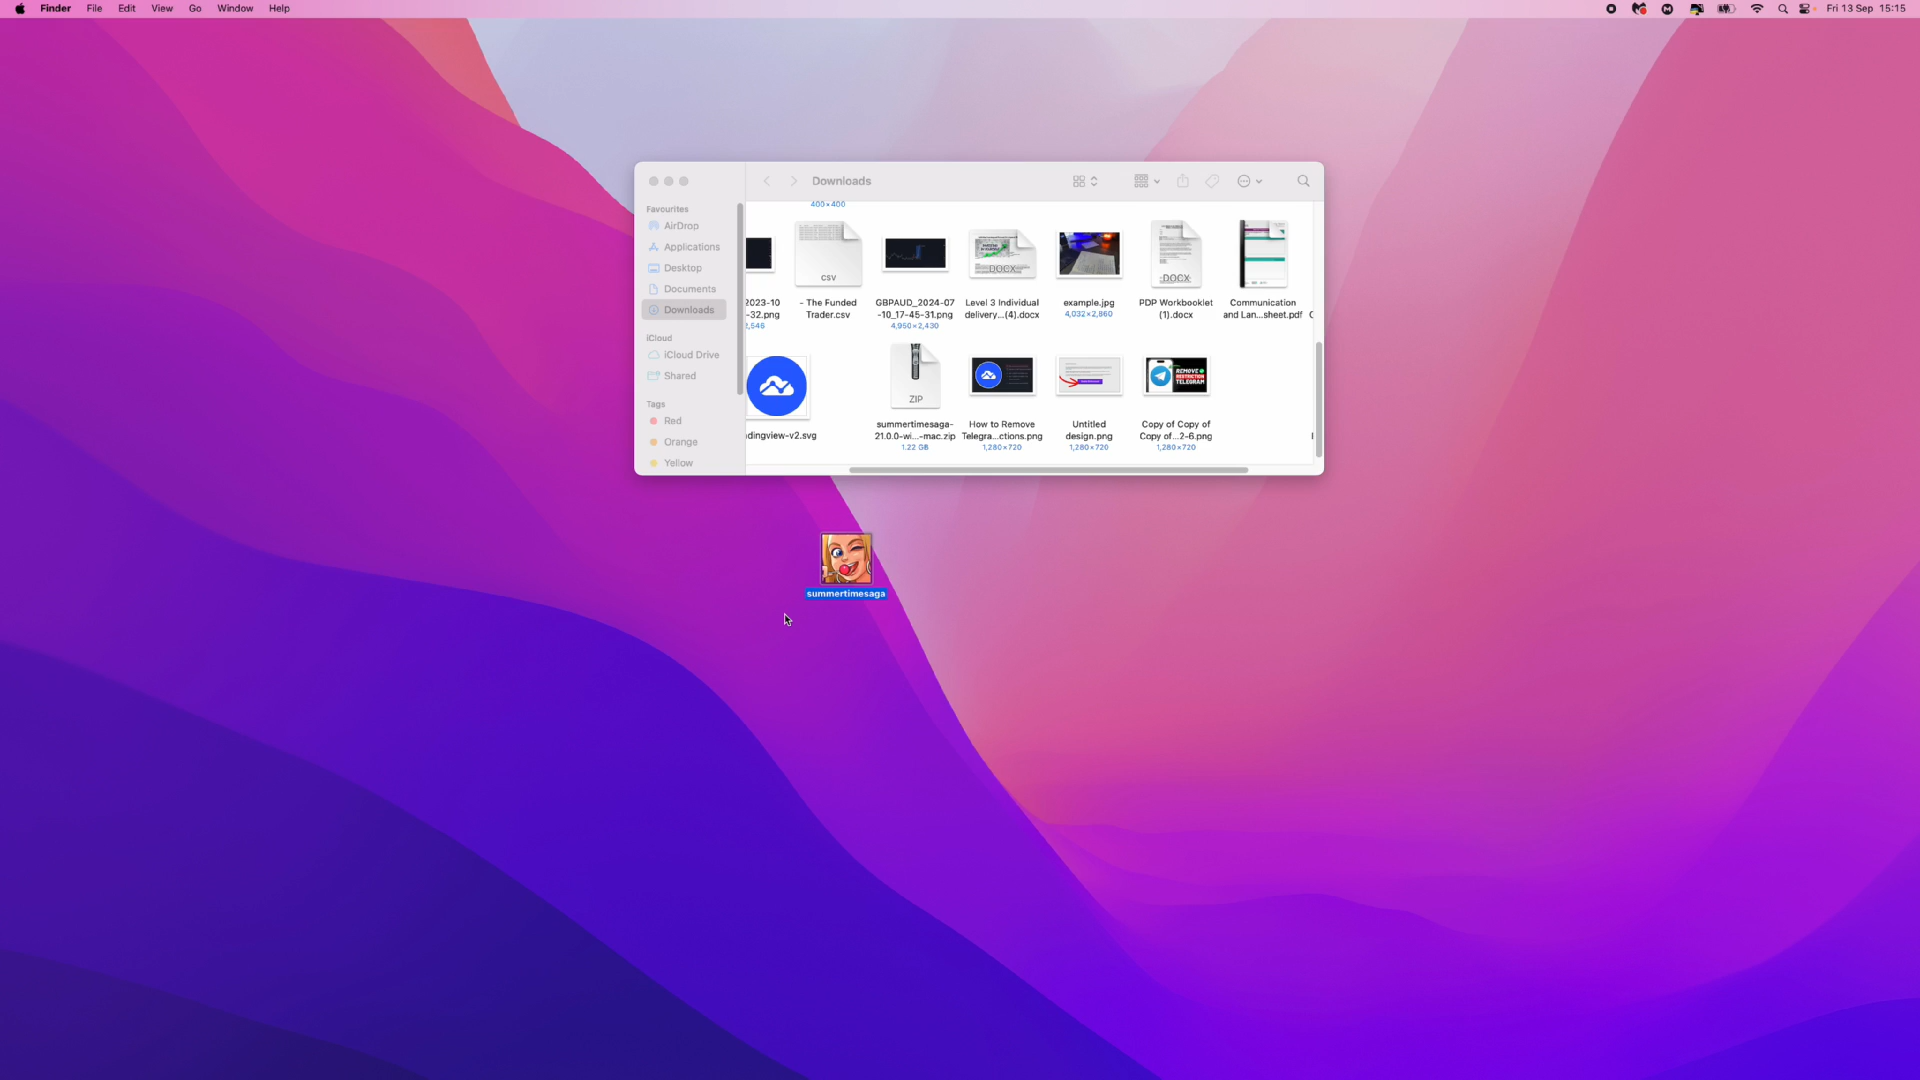 Finder File Edit View Go Window Help
Fri 13 Sep 15:15
Downloads
Favourites
AirDrop
Applications
Desktop
Documents
Downloads
iCloud
iCloud Drive
Shared
Tags
Red
Orange
Yellow
400×400
2023-10
-32.png
2,546
CSV
- The Funded
Trader.csv
GBPAUD_2024-07
-10_17-45-31.png
4,950×2,430
DOCX
Level 3 Individual
delivery...(4).docx
example.jpg
4,032×2,860
DOCX
PDP Workbooklet
(1).docx
Communication
and Lan...sheet.pdf
dingview-v2.svg
ZIP
summertimesaga-
21.0.0-wi...-mac.zip
1.22 GB
How to Remove
Telegra...ctions.png
1,280×720
Untitled
design.png
1,280×720
REMOVE
RESTRICTION
TELEGRAM
Copy of Copy of
Copy of...2-6.png
1,280×720
summertimesaga